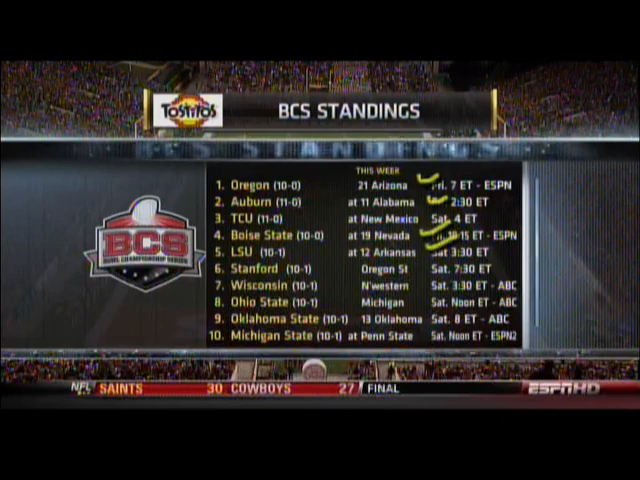 Tostitos
BCS STANDINGS
THIS WEEK
1. Oregon (10-0) 21 Arizona Fri. 7 ET - ESPN
2. Auburn (11-0) at 11 Alabama 2:30 ET
3. TCU (11-0) at New Mexico Sat. 4 ET
4. Boise State (10-0) at 19 Nevada 10:15 ET - ESPN
5. LSU (10-1) at 12 Arkansas Sat 3:30 ET
6. Stanford (10-1) Oregon St Sat. 7:30 ET
7. Wisconsin (10-1) N'western Sat. 3:30 ET - ABC
8. Ohio State (10-1) Michigan Sat. Noon ET - ABC
9. Oklahoma State (10-1) 13 Oklahoma Sat. 8 ET - ABC
10. Michigan State (10-1) at Penn State Sat. Noon ET - ESPN2
BCS
BOWL CHAMPIONSHIP SERIES
NFL SAINTS 30 COWBOYS 27 FINAL ESPN HD